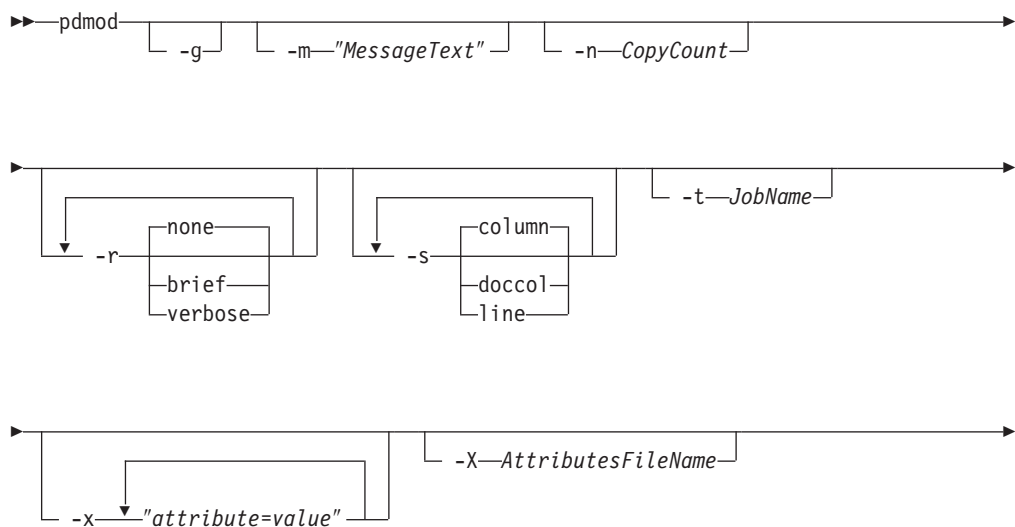 pdmod
-g
-m "MessageText"
-n CopyCount
-r
none
brief
verbose
-s
column
doccol
line
-t JobName
-x "attribute=value"
-X AttributesFileName